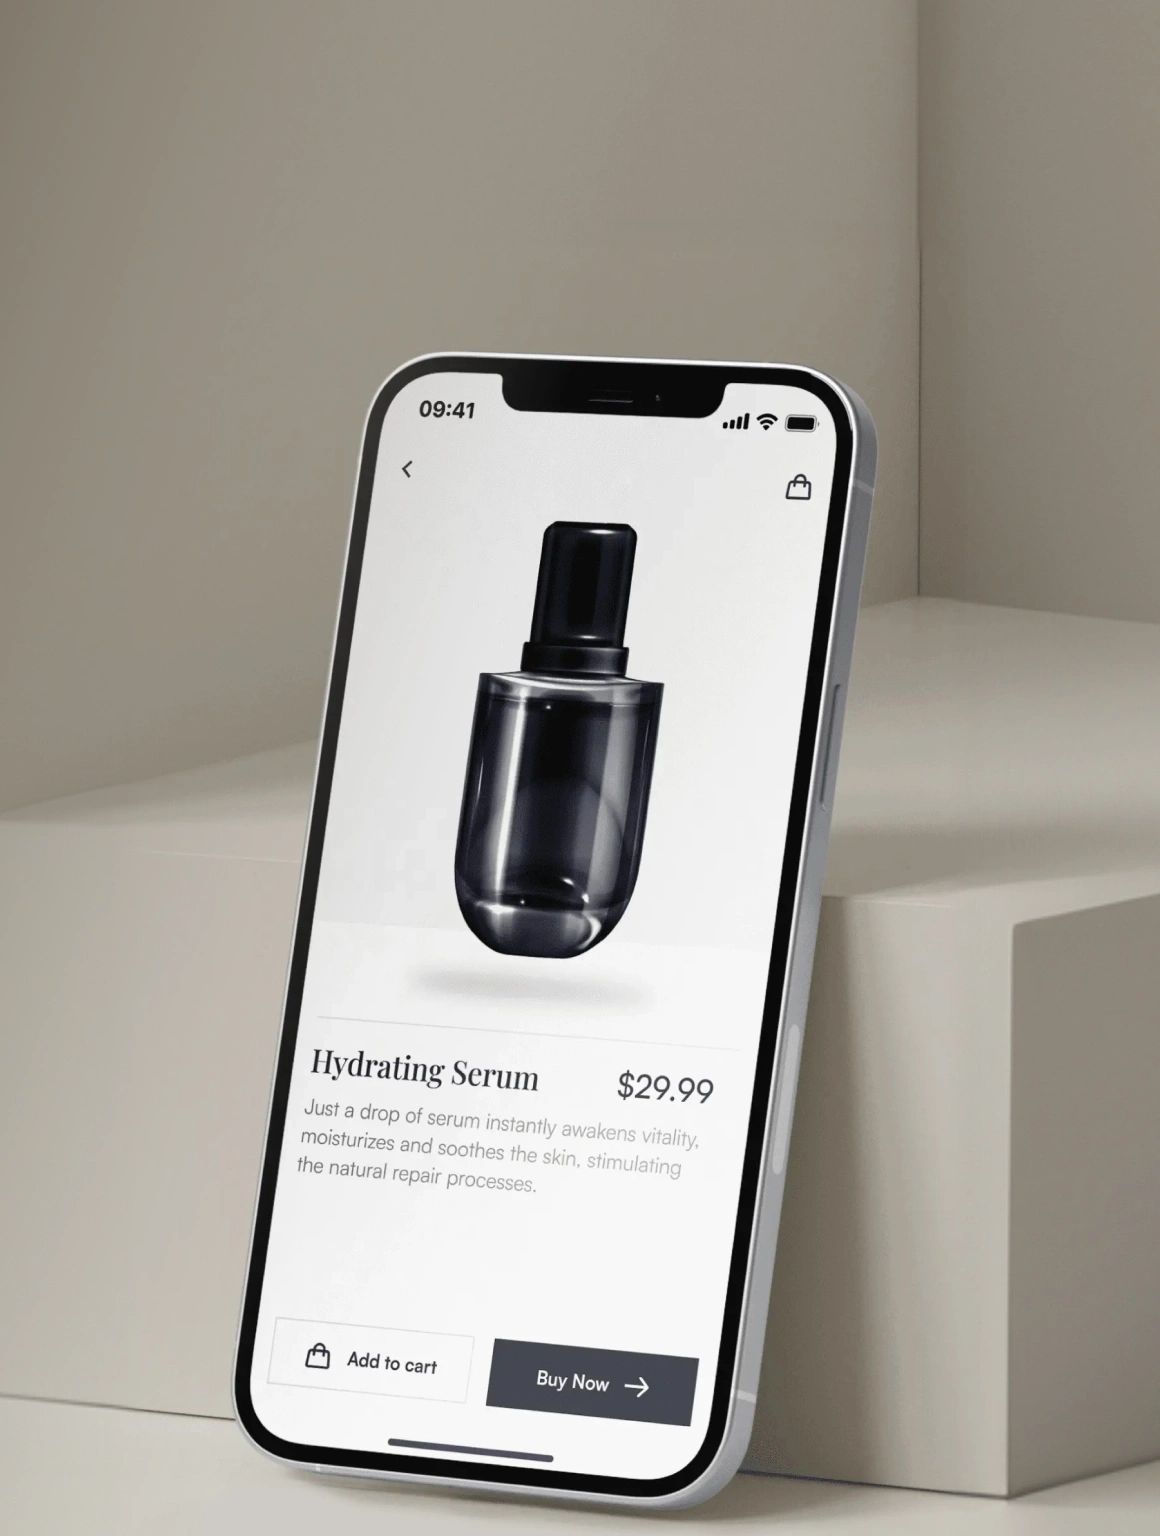 09:41
Hydrating Serum
$29.99
Just a drop of serum instantly awakens vitality,
moisturizes and soothes the skin, stimulating
the natural repair processes.
Add to cart
Buy Now